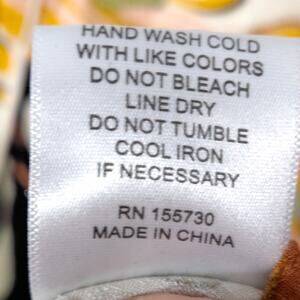 HAND WASH COLD
WITH LIKE COLORS
DO NOT BLEACH
LINE DRY
DO NOT TUMBLE
COOL IRON
IF NECESSARY
RN 155730
MADE IN CHINA